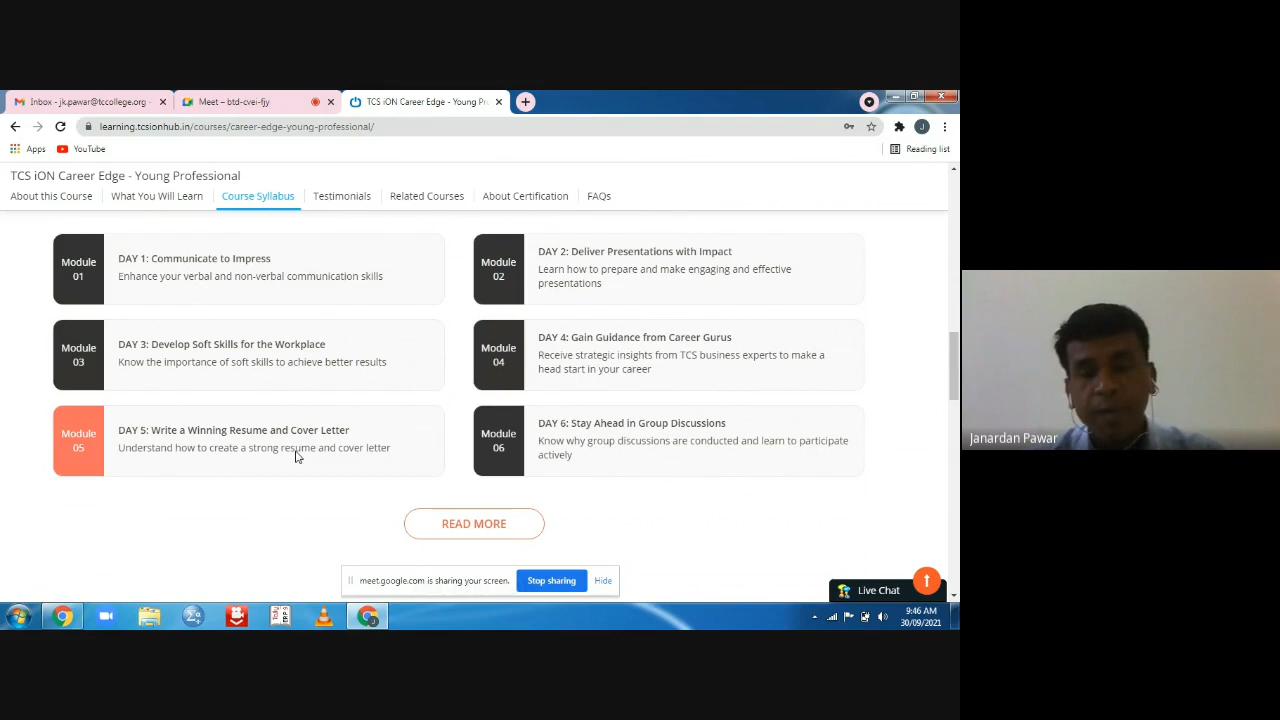 Inbox - jk.pawar@tccollege.org -
Meet – btd-cvei-fjy
TCS iON Career Edge - Young Pr
learning.tcsionhub.in/courses/career-edge-young-professional/
Apps
YouTube
Reading list
TCS iON Career Edge - Young Professional
About this Course
What You Will Learn
Course Syllabus
Testimonials
Related Courses
About Certification
FAQs
Module
01
DAY 1: Communicate to Impress
Enhance your verbal and non-verbal communication skills
Module
02
DAY 2: Deliver Presentations with Impact
Learn how to prepare and make engaging and effective
presentations
Module
03
DAY 3: Develop Soft Skills for the Workplace
Know the importance of soft skills to achieve better results
Module
04
DAY 4: Gain Guidance from Career Gurus
Receive strategic insights from TCS business experts to make a
head start in your career
Module
05
DAY 5: Write a Winning Resume and Cover Letter
Understand how to create a strong resume and cover letter
Module
06
DAY 6: Stay Ahead in Group Discussions
Know why group discussions are conducted and learn to participate
actively
READ MORE
meet.google.com is sharing your screen.
Stop sharing
Hide
Live Chat
9:46 AM
30/09/2021
Janardan Pawar